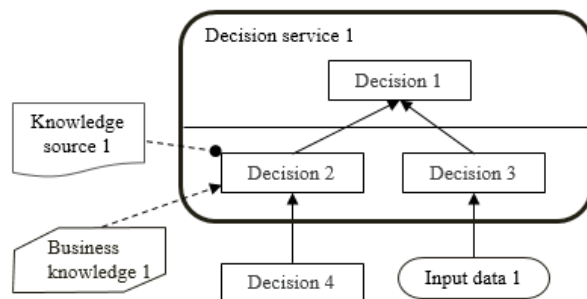 Decision service 1
Decision 1
Knowledge
source 1
Decision 2
Decision 3
Business
knowledge 1
Decision 4
Input data 1